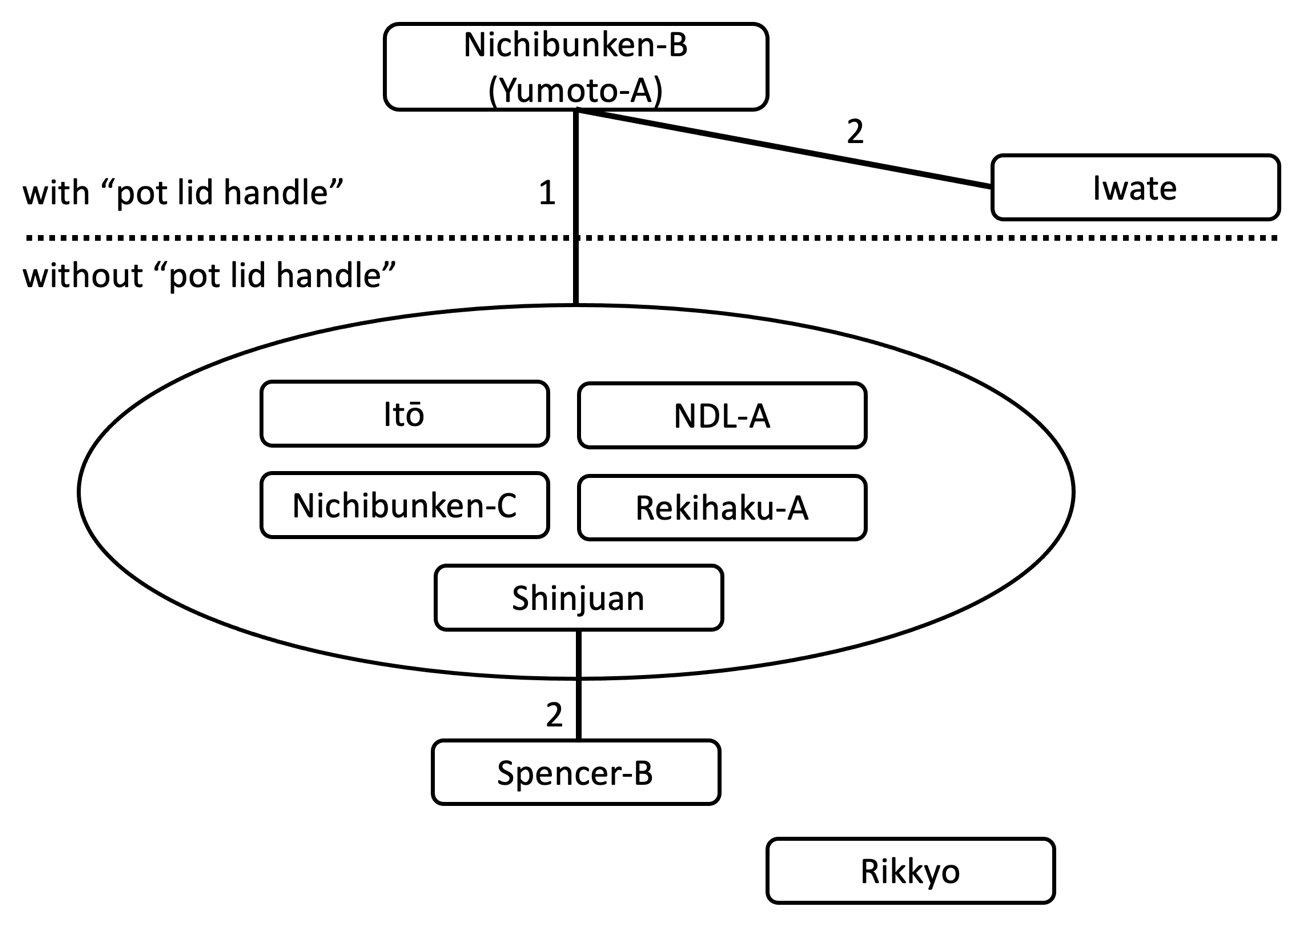 Nichibunken-B
(Yumoto-A)
2
Iwate
with “pot lid handle”
1
without “pot lid handle”
Itō
NDL-A
Nichibunken-C
Rekihaku-A
Shinjuan
2
Spencer-B
Rikkyo